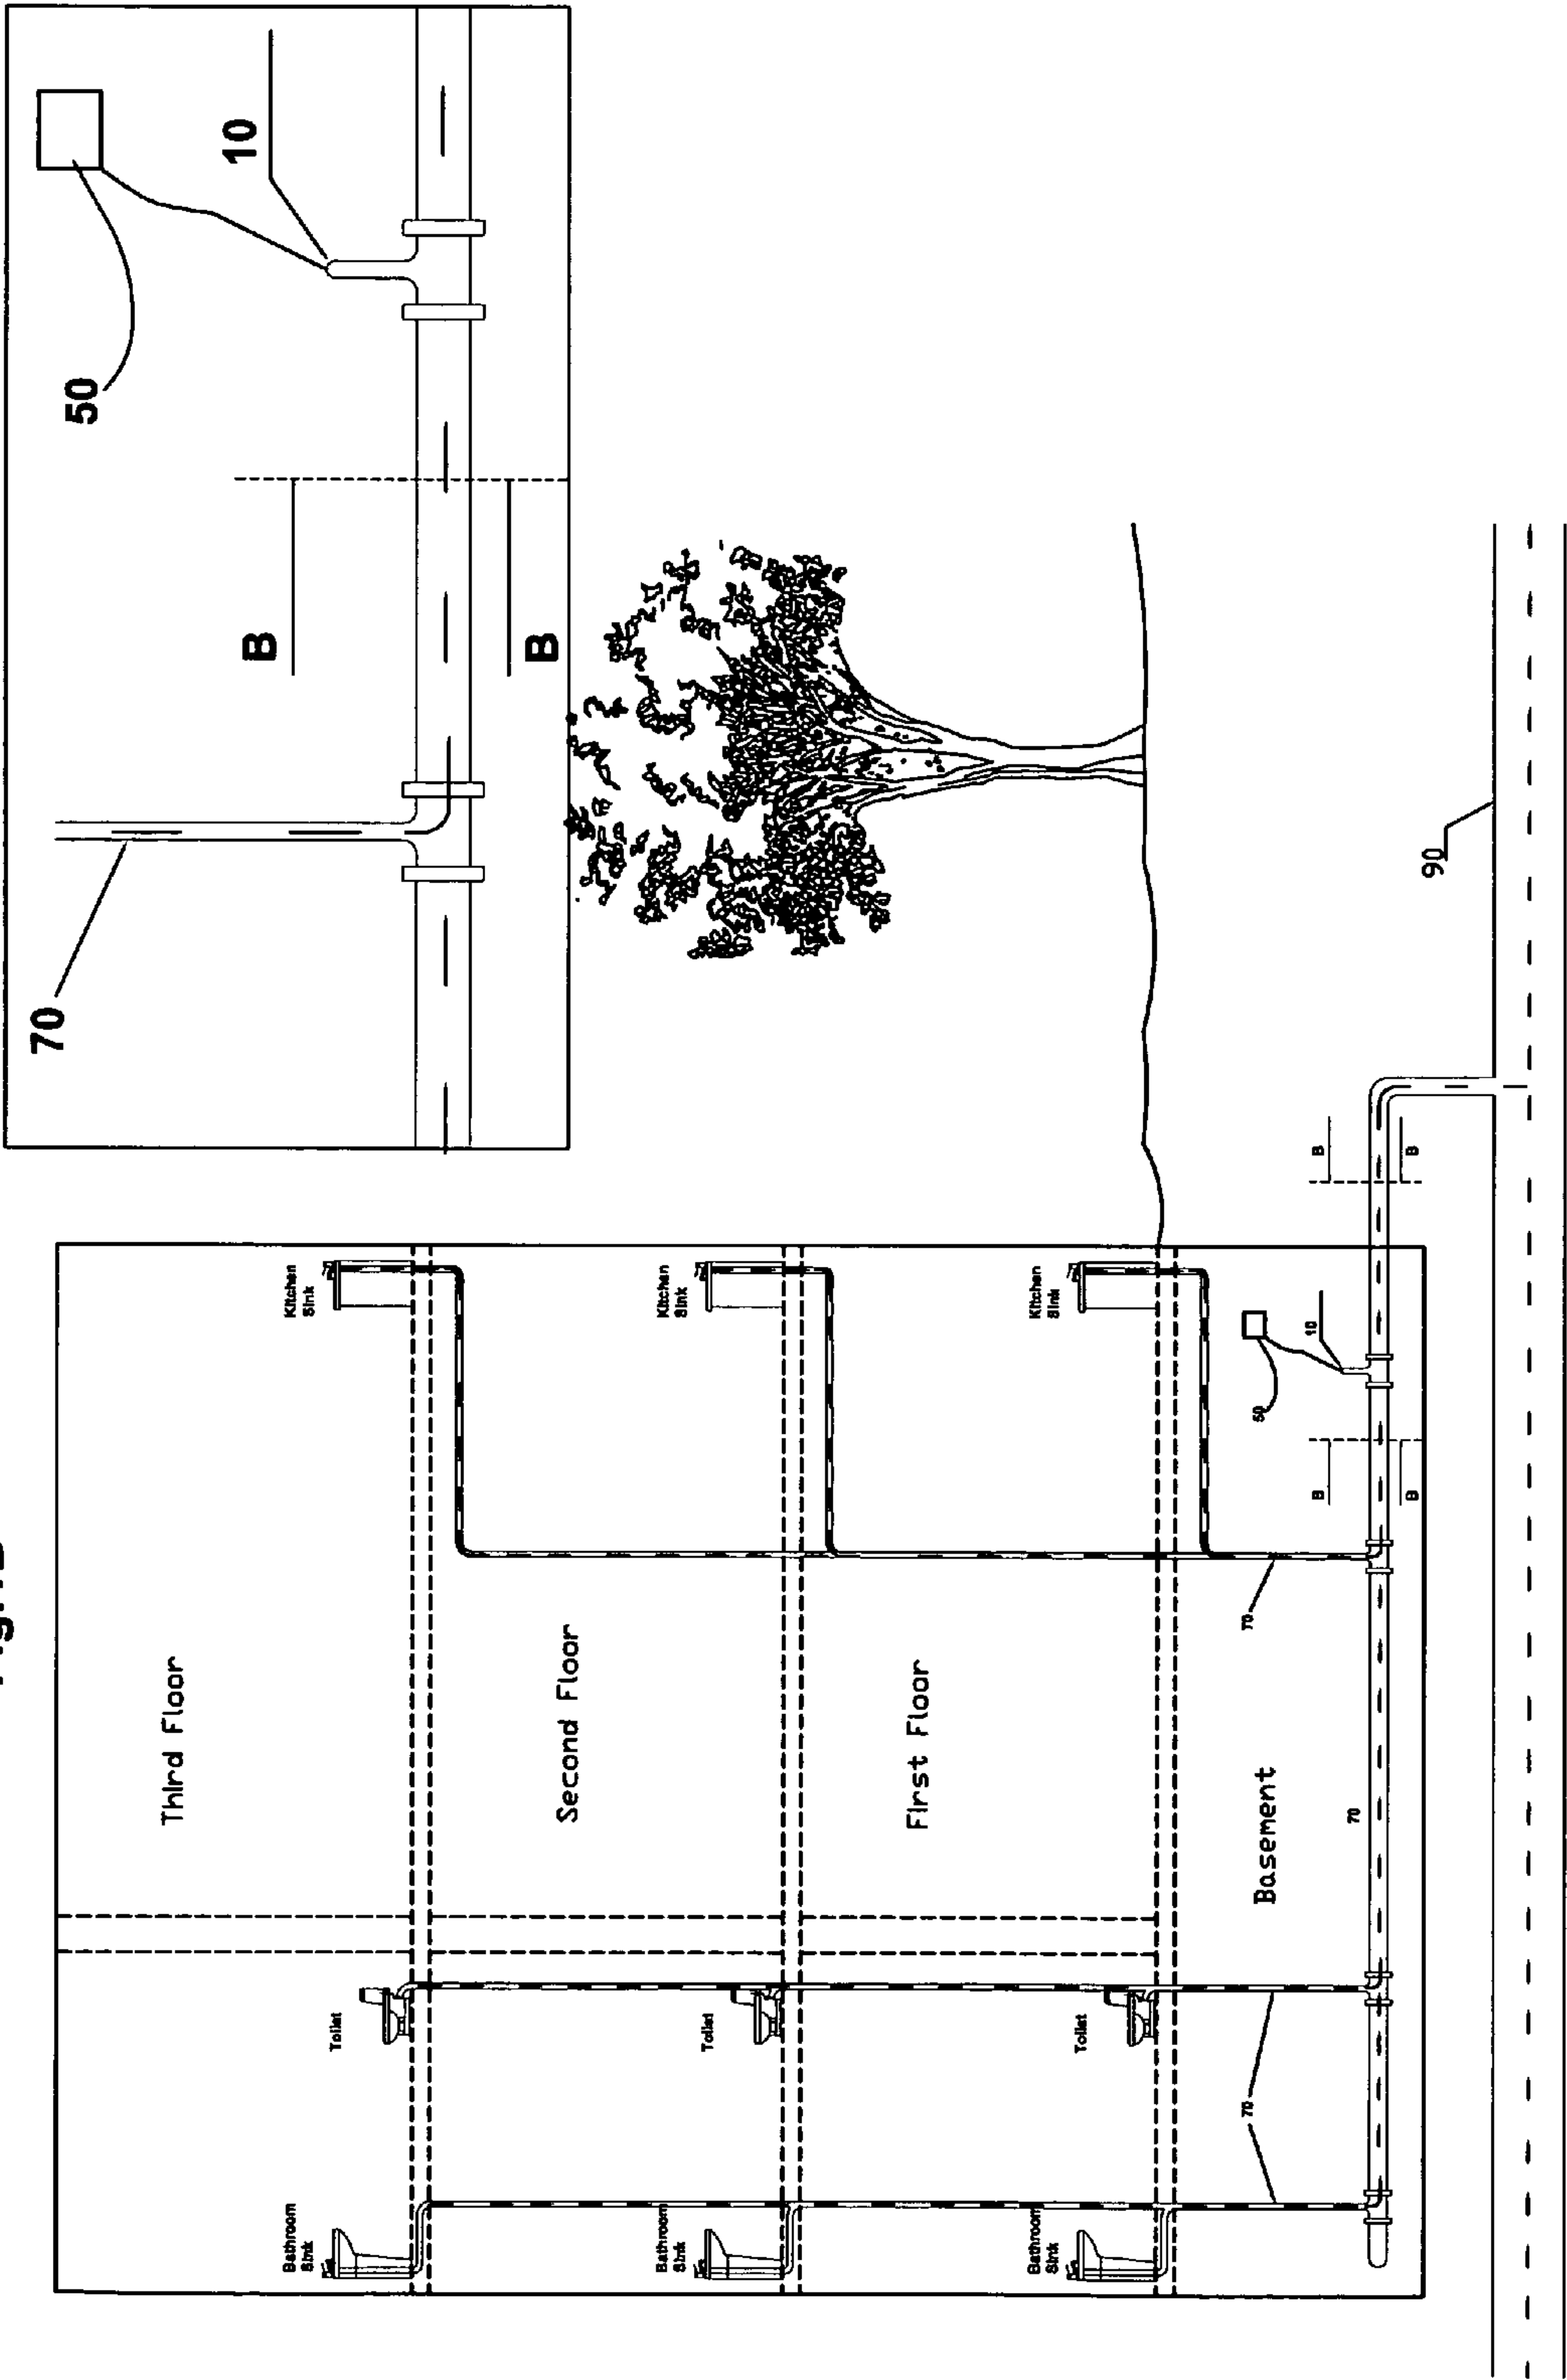 70
50
10
B
B
Third Floor
Bathroom
Sink
Toilet
Kitchen
Sink
Second Floor
Bathroom
Sink
Toilet
Kitchen
Sink
First Floor
Bathroom
Sink
Toilet
Kitchen
Sink
Basement
70
70
50
10
B
B
70
B
B
90